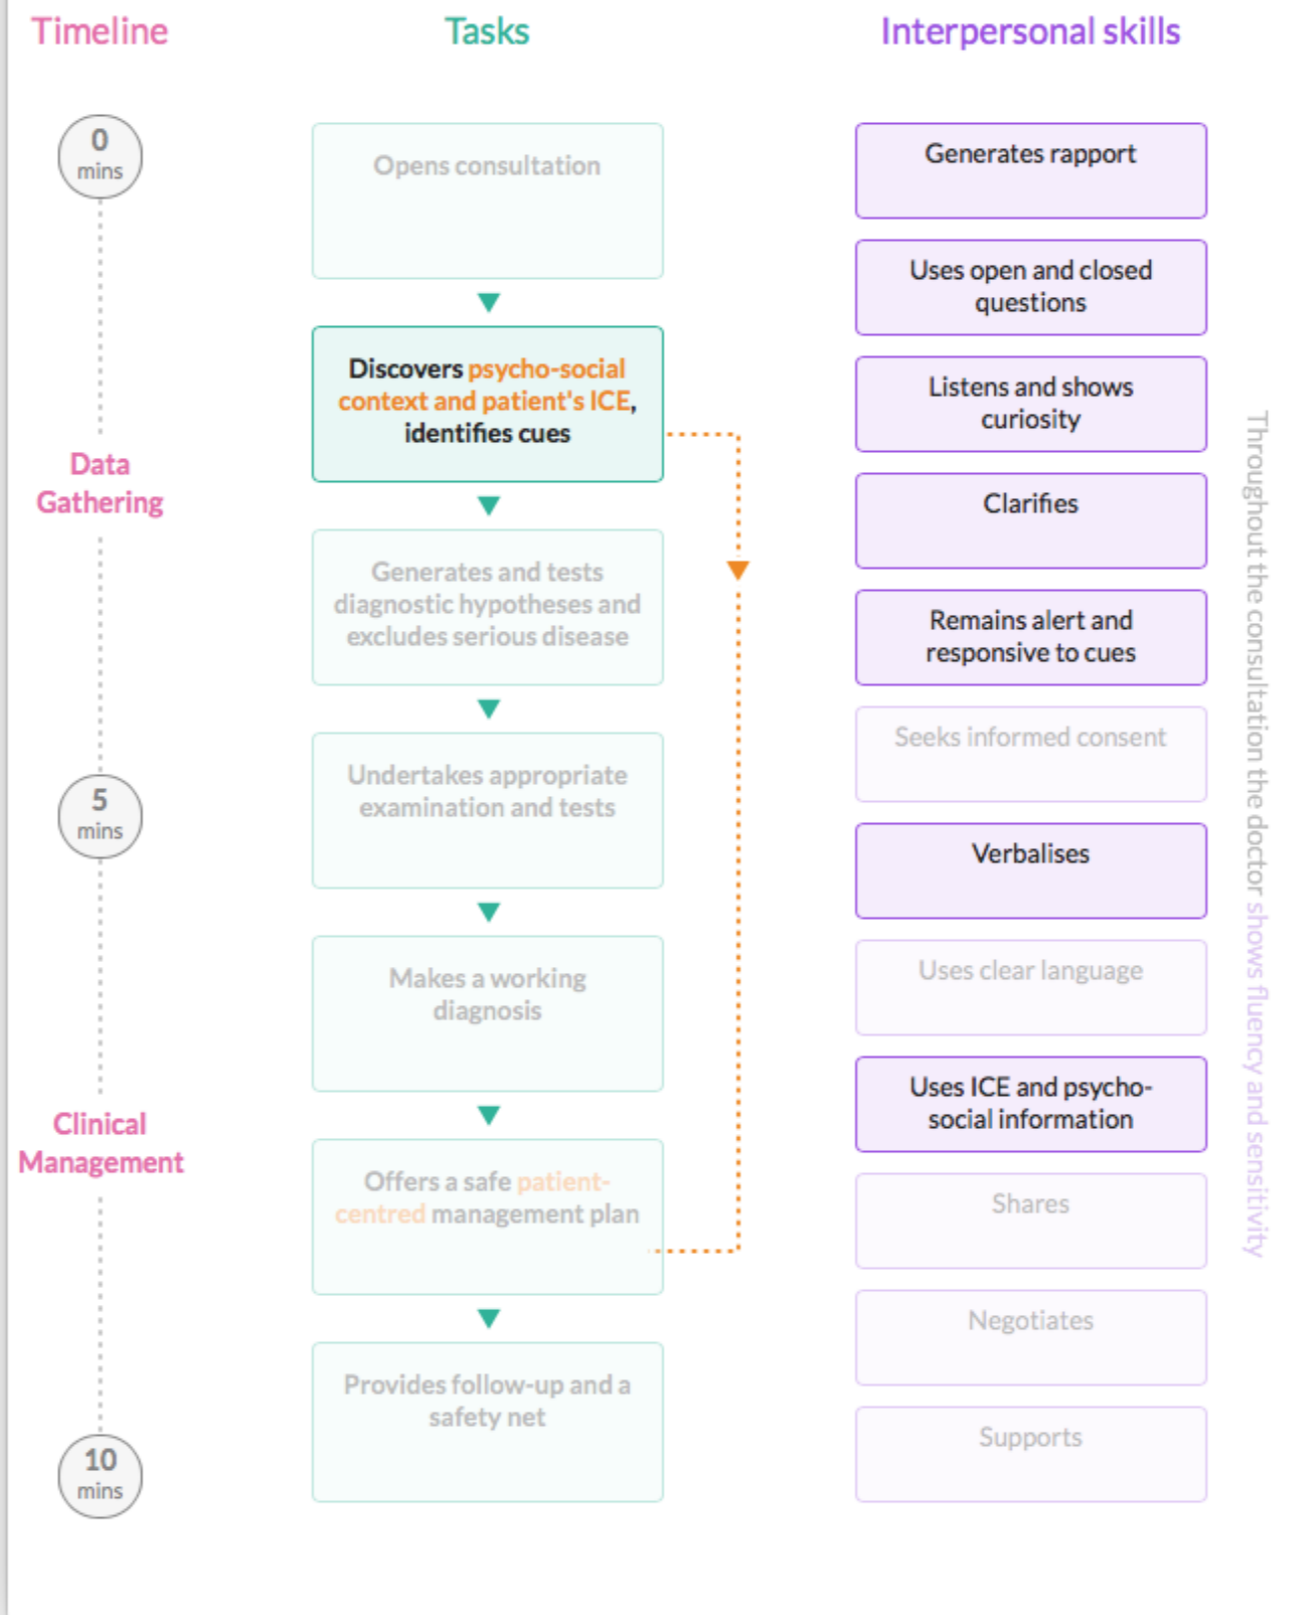 Timeline
Tasks
Interpersonal skills
0
mins
Data
Gathering
5
mins
Clinical
Management
10
mins
Opens consultation
Discovers psycho-social
context and patient's ICE,
identifies cues
Generates and tests
diagnostic hypotheses and
excludes serious disease
Undertakes appropriate
examination and tests
Makes a working
diagnosis
Offers a safe patient-
centred management plan
Provides follow-up and a
safety net
Generates rapport
Uses open and closed
questions
Listens and shows
curiosity
Clarifies
Remains alert and
responsive to cues
Seeks informed consent
Verbalises
Uses clear language
Uses ICE and psycho-
social information
Shares
Negotiates
Supports
Throughout the consultation the doctor shows fluency and sensitivity